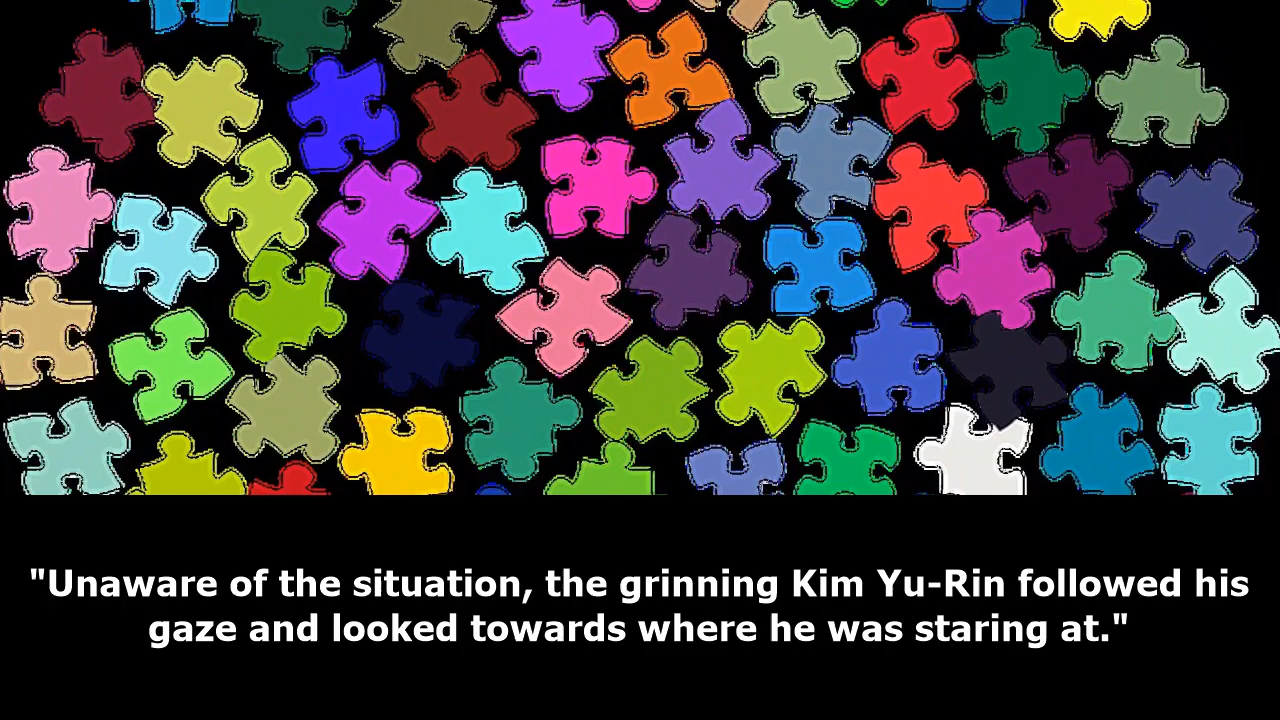 "Unaware of the situation, the grinning Kim Yu-Rin followed his
gaze and looked towards where he was staring at."